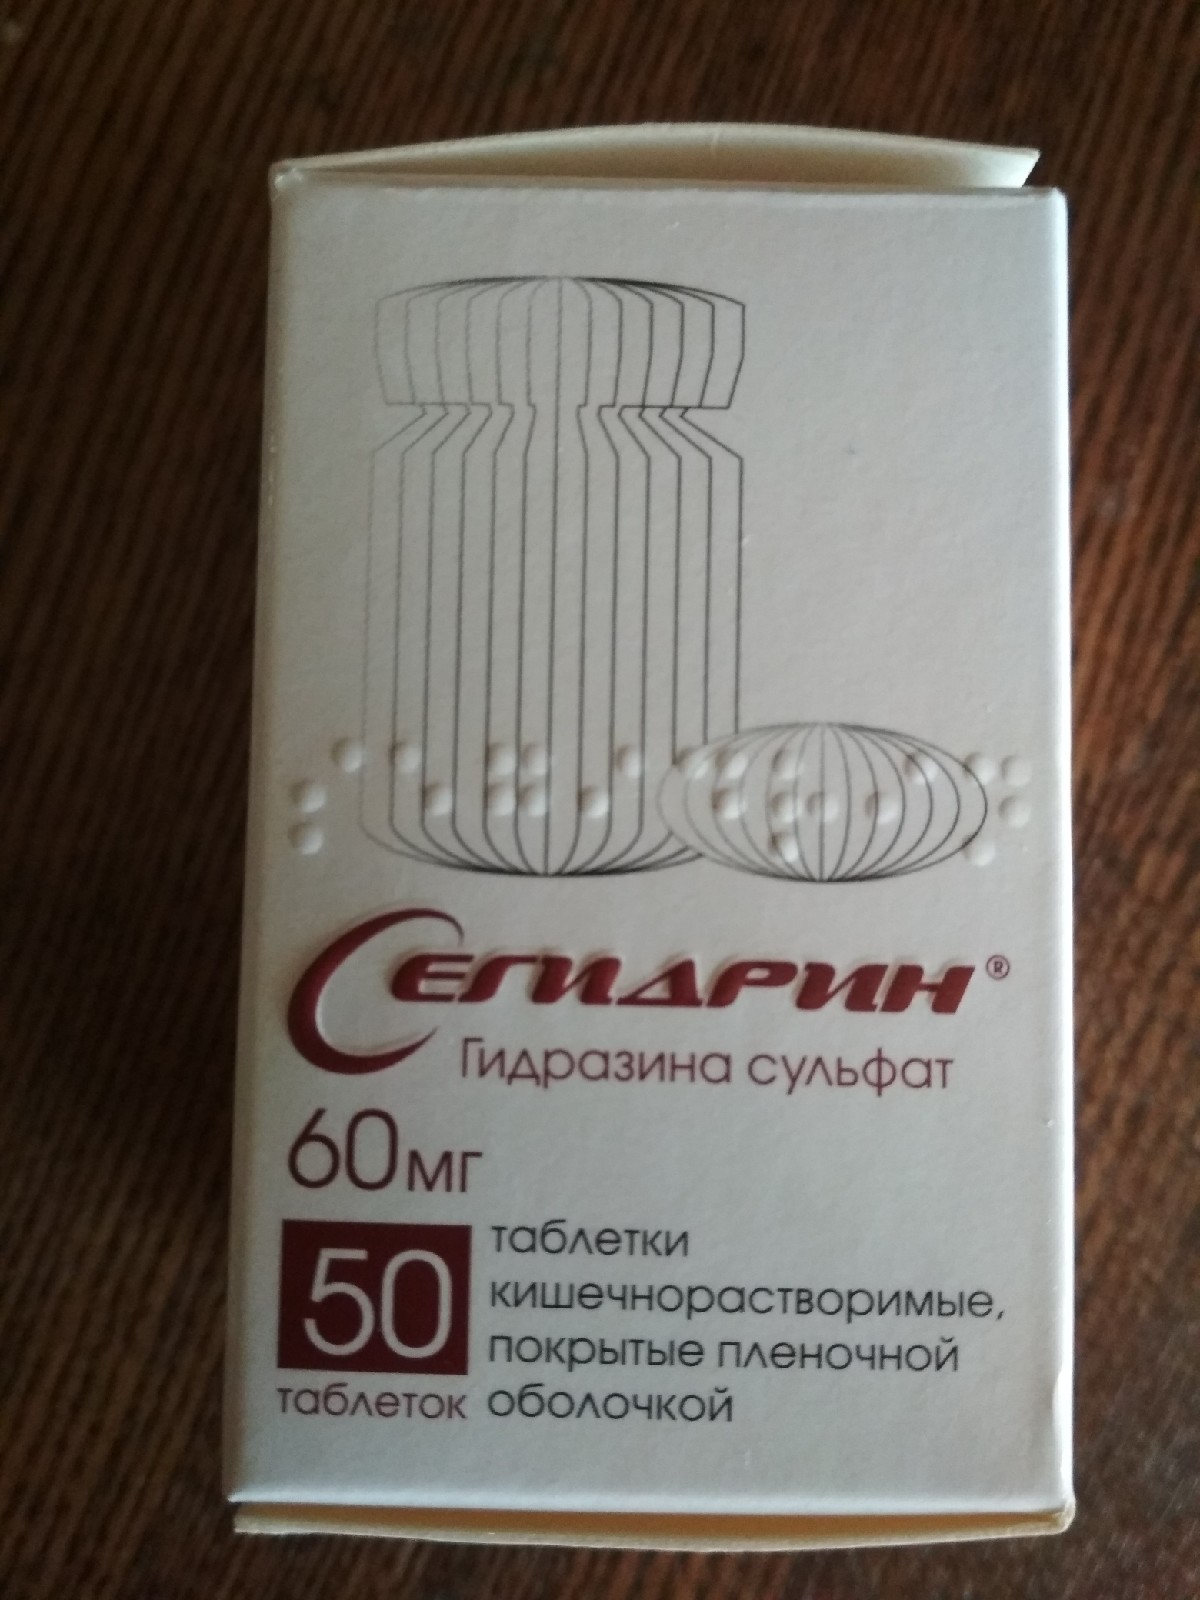 Сегидрин®
Гидразина сульфат
60мг
50
таблеток
таблетки
кишечнорастворимые,
покрытые пленочной
оболочкой